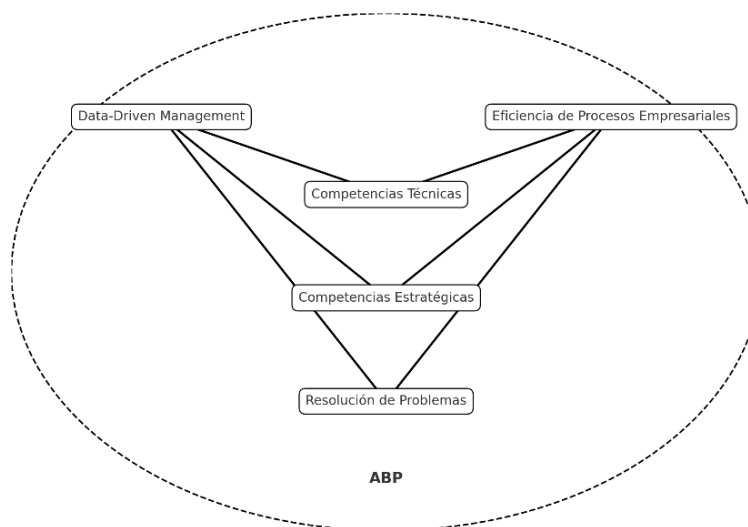 Data-Driven Management
Eficiencia de Procesos Empresariales
Competencias Técnicas
Competencias Estratégicas
Resolución de Problemas
ABP